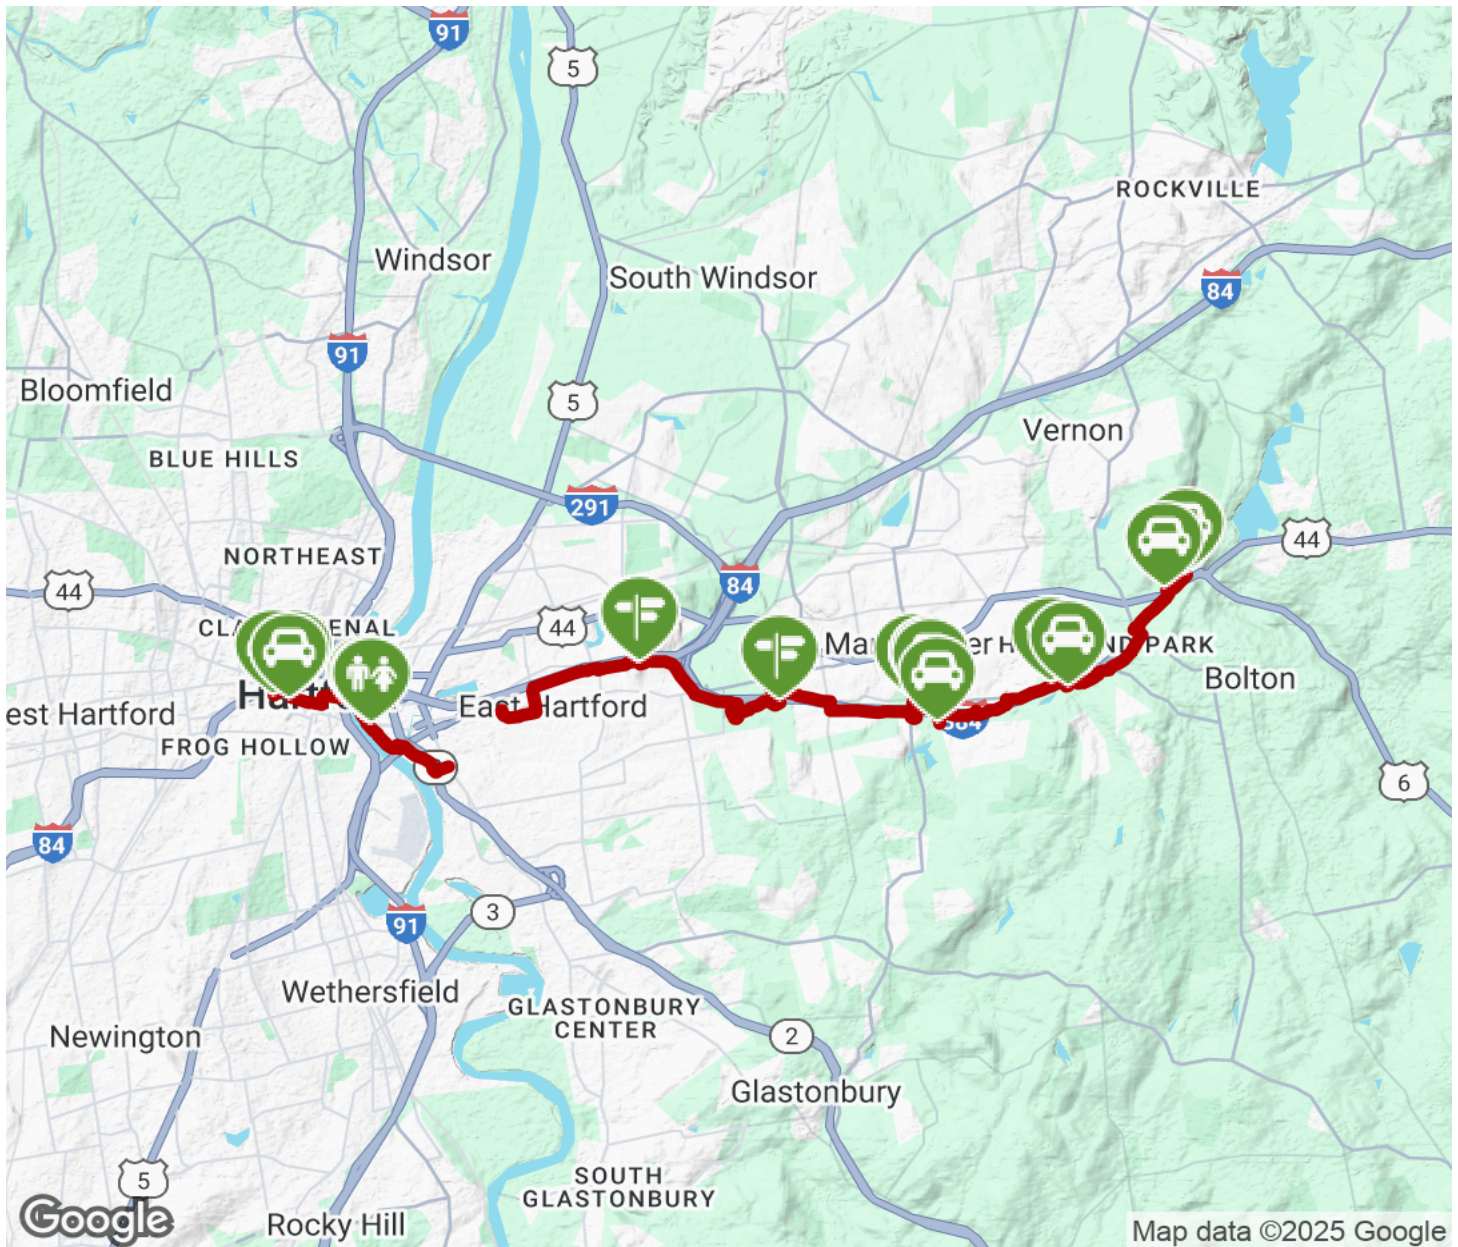 91
5
ROCKVILLE
Windsor
South Windsor
84
91
Bloomfield
5
Vernon
BLUE HILLS
291
44
NORTHEAST
84
44
44
Bolton
East Hartford
est Hartford
FROG HOLLOW
6
84
3
91
Wethersfield
GLASTONBURY
CENTER
Newington
2
Glastonbury
5
SOUTH
GLASTONBURY
Google
Rocky Hill
Map data ©2025 Google